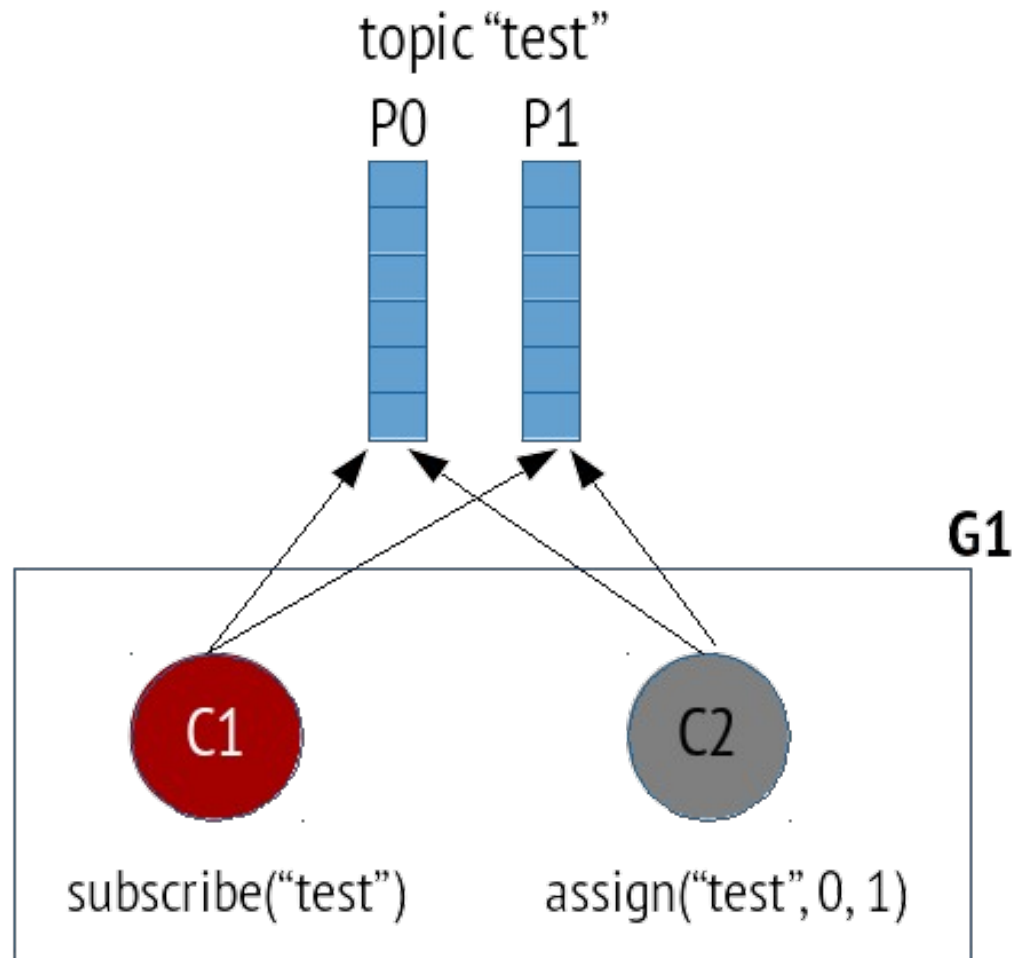 topic “test”
P0 P1
G1
C1 C2
subscribe(“test”) assign(“test”, 0, 1)